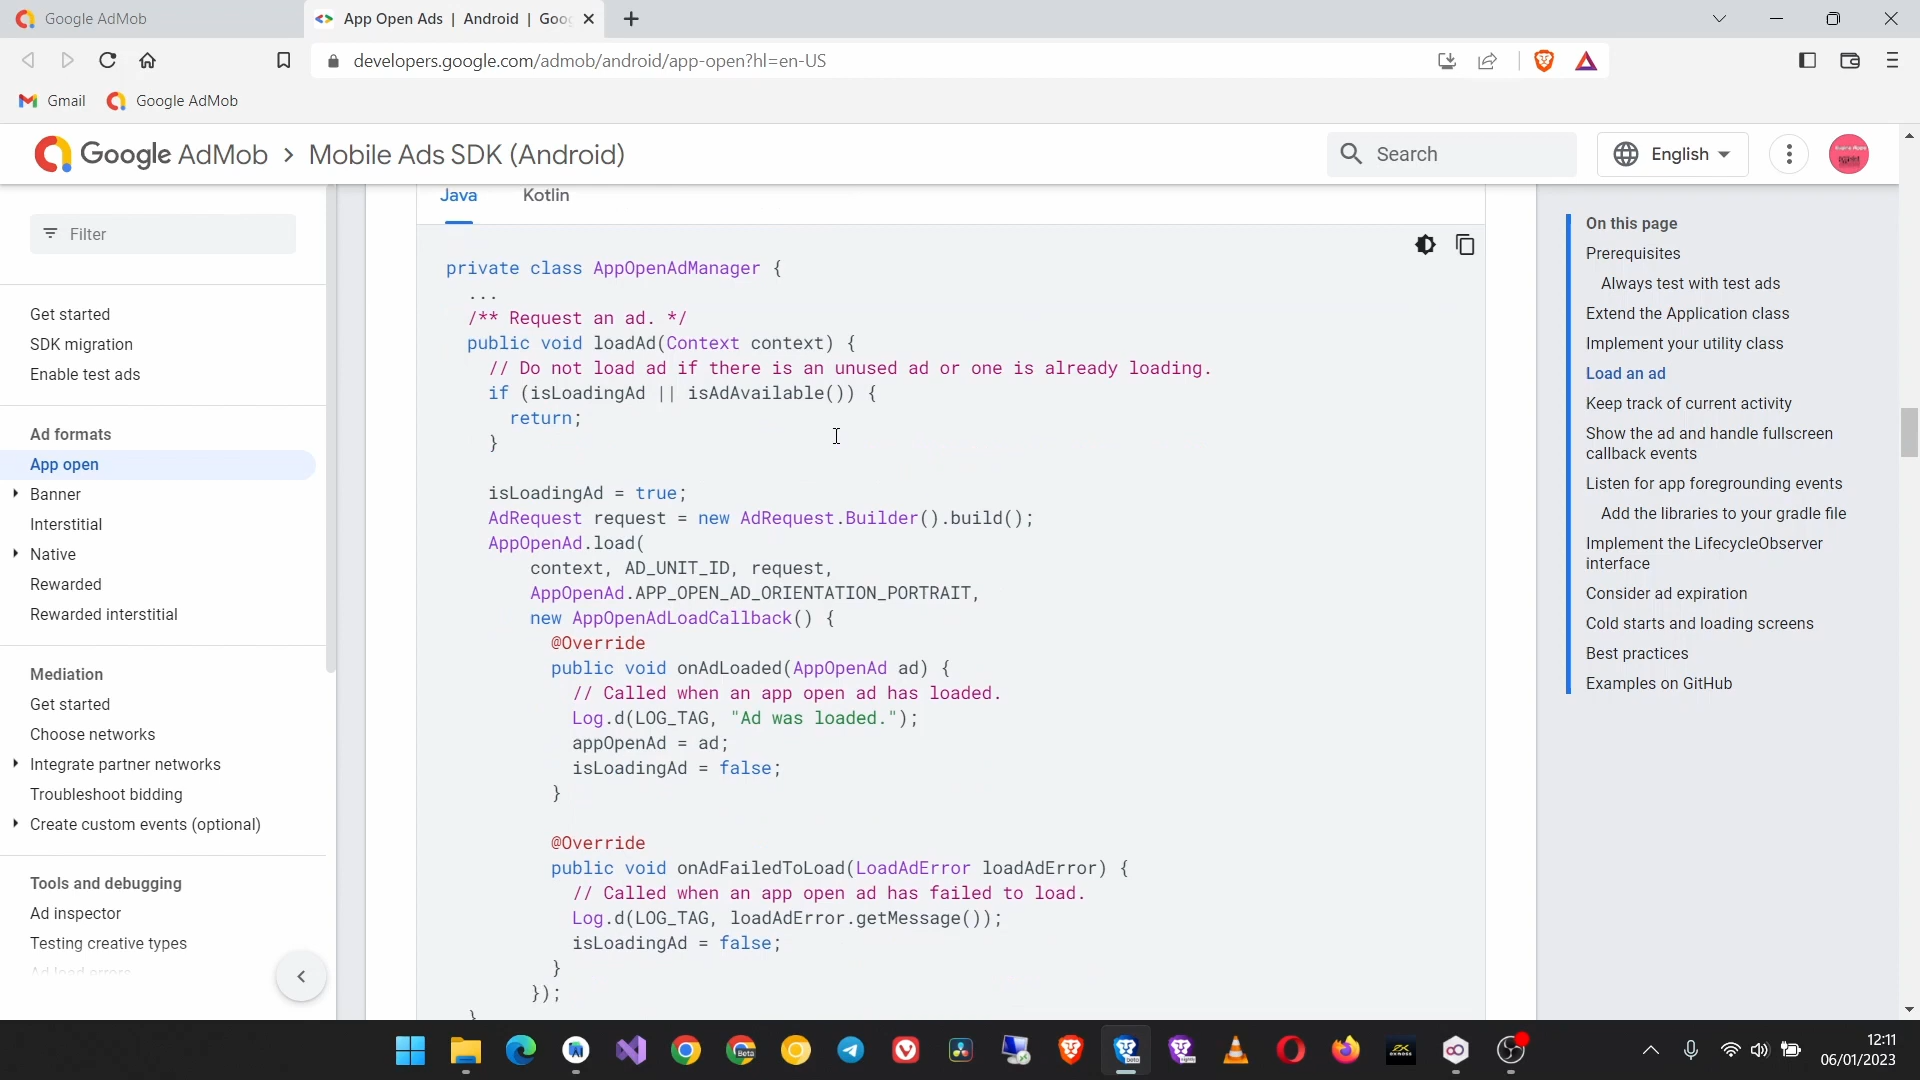 Google AdMob
App Open Ads | Android | Goog
developers.google.com/admob/android/app-open?hl=en-US
Gmail
Google AdMob
Google AdMob
Mobile Ads SDK (Android)
Search
English
Filter
Get started
SDK migration
Enable test ads
Ad formats
App open
Banner
Interstitial
Native
Rewarded
Rewarded interstitial
Mediation
Get started
Choose networks
Integrate partner networks
Troubleshoot bidding
Create custom events (optional)
Tools and debugging
Ad inspector
Testing creative types
Ad load errors
Java
Kotlin
private class AppOpenAdManager {
...
/** Request an ad. */
public void loadAd(Context context) {
// Do not load ad if there is an unused ad or one is already loading.
if (isLoadingAd || isAdAvailable()) {
return;
}
isLoadingAd = true;
AdRequest request = new AdRequest.Builder().build();
AppOpenAd.load(
context, AD_UNIT_ID, request,
AppOpenAd.APP_OPEN_AD_ORIENTATION_PORTRAIT,
new AppOpenAdLoadCallback() {
@Override
public void onAdLoaded(AppOpenAd ad) {
// Called when an app open ad has loaded.
Log.d(LOG_TAG, "Ad was loaded.");
appOpenAd = ad;
isLoadingAd = false;
}
@Override
public void onAdFailedToLoad(LoadAdError loadAdError) {
// Called when an app open ad has failed to load.
Log.d(LOG_TAG, loadAdError.getMessage());
isLoadingAd = false;
}
});
}
On this page
Prerequisites
Always test with test ads
Extend the Application class
Implement your utility class
Load an ad
Keep track of current activity
Show the ad and handle fullscreen
callback events
Listen for app foregrounding events
Add the libraries to your gradle file
Implement the LifecycleObserver
interface
Consider ad expiration
Cold starts and loading screens
Best practices
Examples on GitHub
12:11
06/01/2023